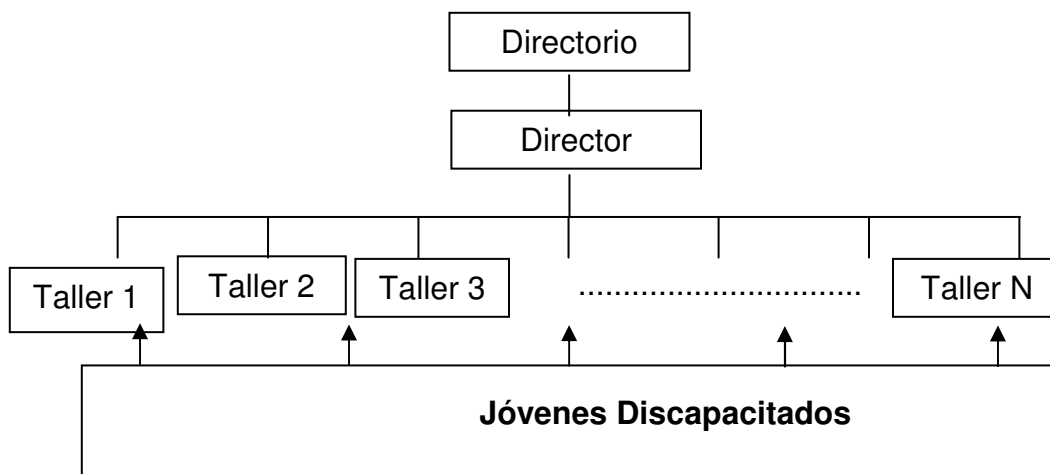 Directorio
Director
Taller 1
Taller 2
Taller 3
................................
Taller N
Jóvenes Discapacitados